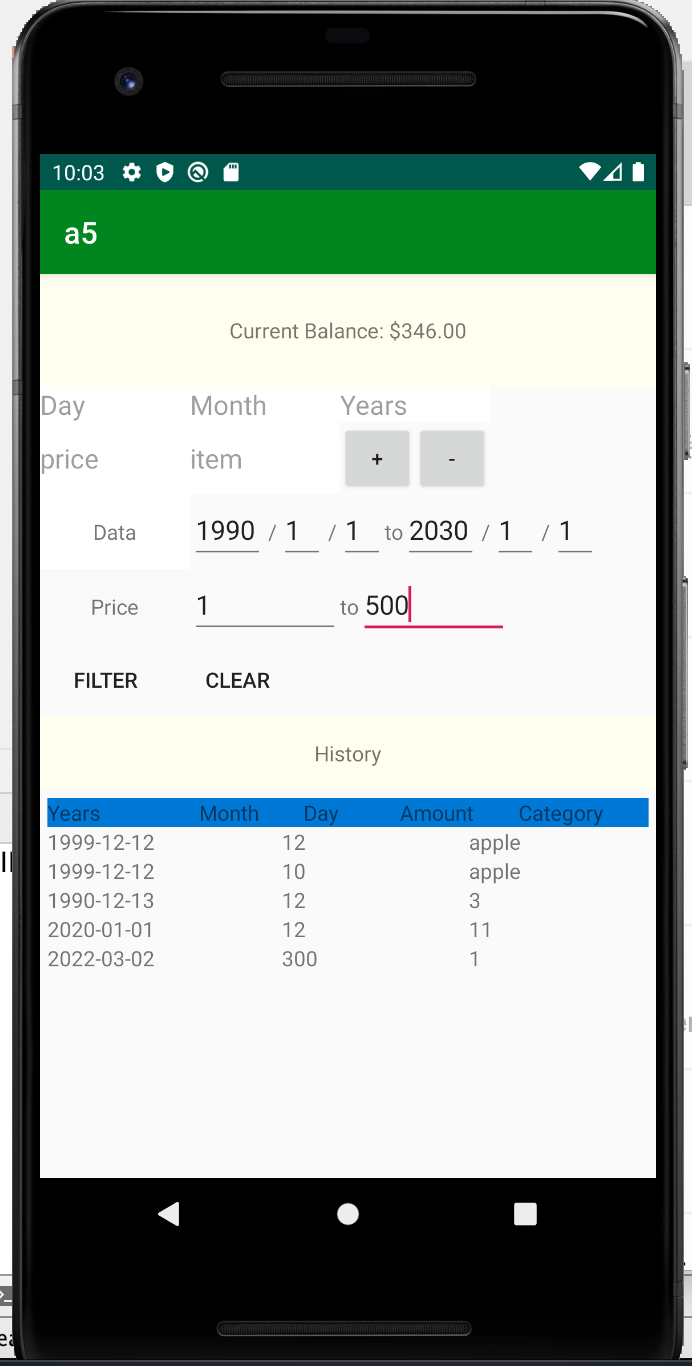 10:03
a5
Current Balance: $346.00
Day Month Years
price item + -
Data 1990 / 1 / 1 to 2030 / 1 / 1
Price 1 to 500
FILTER CLEAR
History
Years Month Day Amount Category
1999-12-12 12 apple
1999-12-12 10 apple
1990-12-13 12 3
2020-01-01 12 11
2022-03-02 300 1